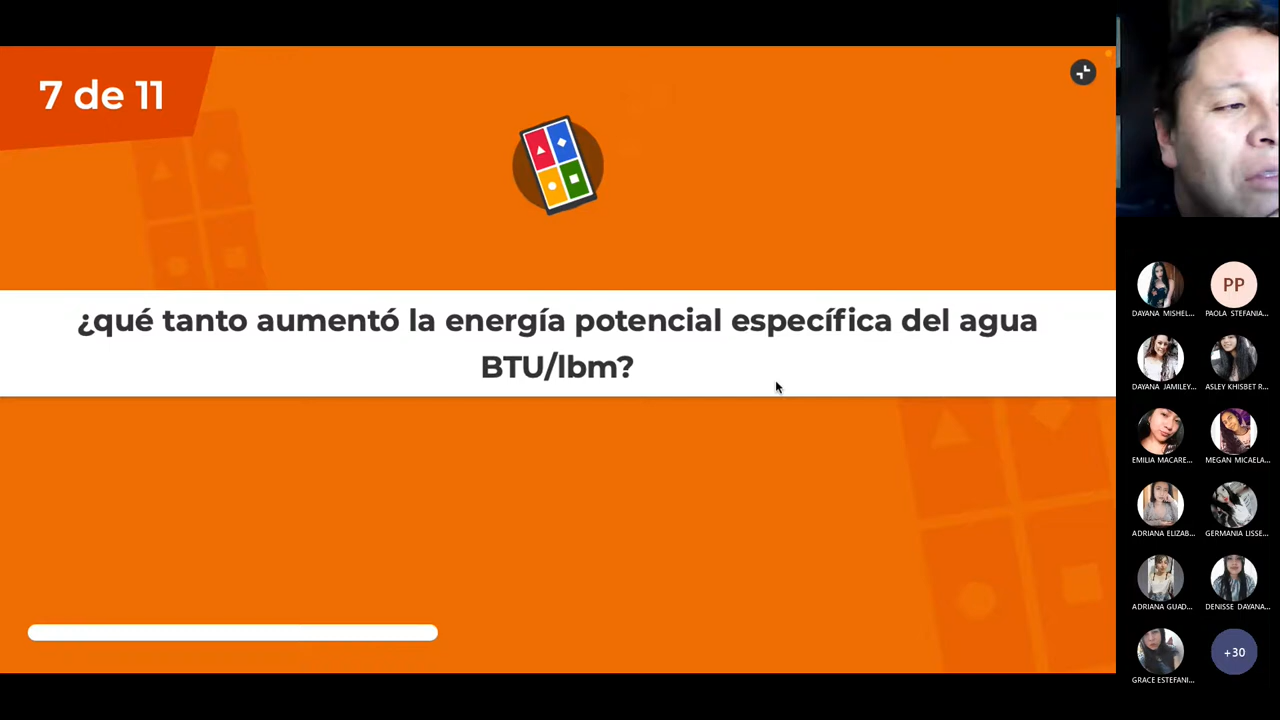 7 de 11
¿qué tanto aumentó la energía potencial específica del agua
BTU/lbm?
PP
DAYANA MISHEL...
PAOLA STEFANIA...
DAYANA JAMILEY...
ASLEY KHISBET R...
EMILIA MACARE...
MEGAN MICAELA...
ADRIANA ELIZAB...
GERMANIA LISSE...
ADRIANA GUAD...
DENISSE DAYANA...
+30
GRACE ESTEFANI...